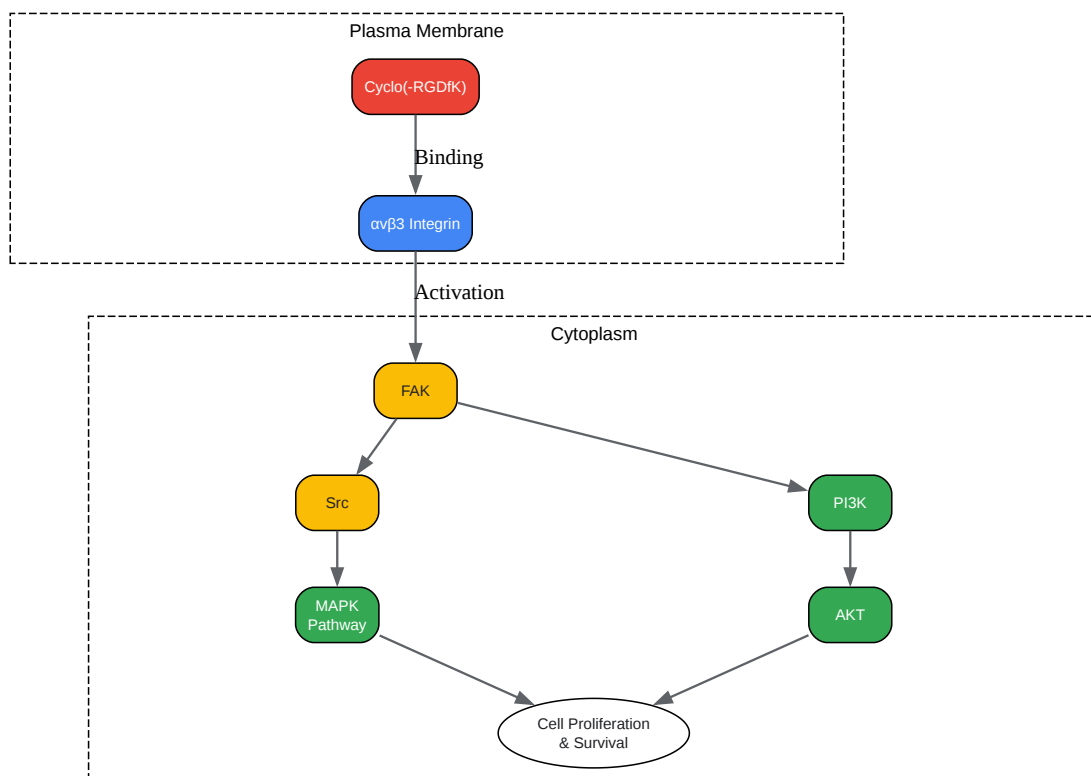 Plasma Membrane
Cyclo(-RGDfK)
Binding
αvβ3 Integrin
Activation
Cytoplasm
FAK
Src
PI3K
MAPK
Pathway
AKT
Cell Proliferation
& Survival